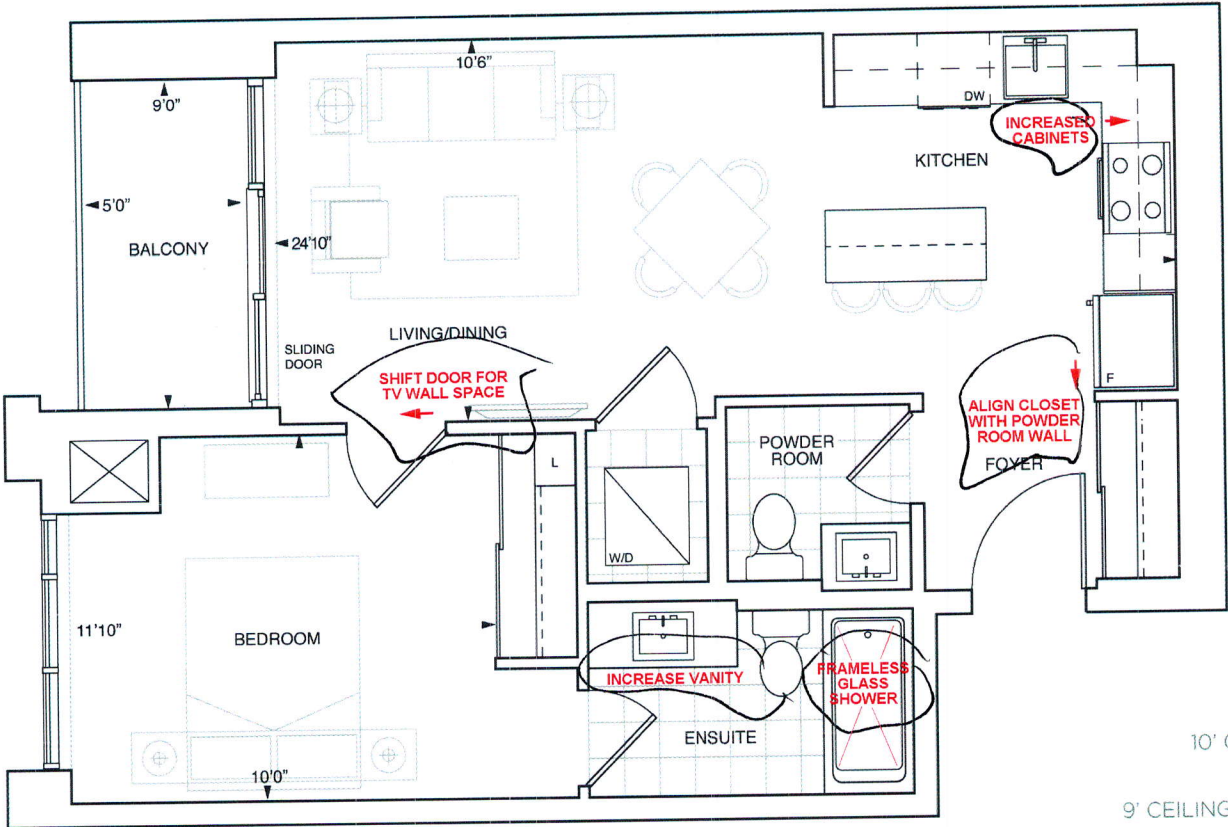 10'6"
9'0"
DW
INCREASED
CABINETS
KITCHEN
5'0"
BALCONY
24'10"
LIVING/DINING
SLIDING
DOOR
SHIFT DOOR FOR
TV WALL SPACE
F
ALIGN CLOSET
WITH POWDER
ROOM WALL
FOYER
POWDER
ROOM
L
W/D
11'10"
BEDROOM
INCREASE VANITY
FRAMELESS
GLASS
SHOWER
ENSUITE
10'0"
10'
9' CEILING